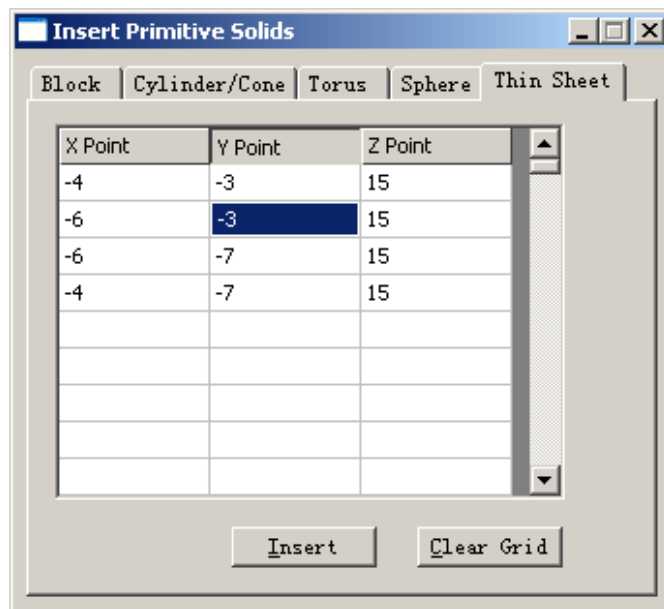 Insert Primitive Solids
Block Cylinder/Cone Torus Sphere Thin Sheet
X Point Y Point Z Point
-4 -3 15
-6 -3 15
-6 -7 15
-4 -7 15
Insert Clear Grid